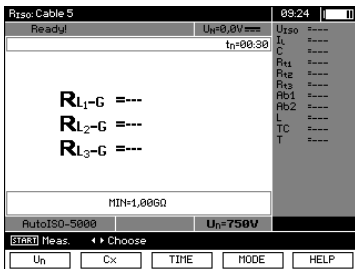 RISO: Cable 5 09:24
Ready! UN=0,0V
tn=00:30
RL1-G =---
RL2-G =---
RL3-G =---
MIN=1,00GΩ
AutoISO-5000 Un=750V
UISO =---
IL =---
C =---
Rt1 =---
Rt2 =---
Rt3 =---
Ab1 =---
Ab2 =---
L =---
TC =---
T =---
START Meas. Choose
Un Cx TIME MODE HELP